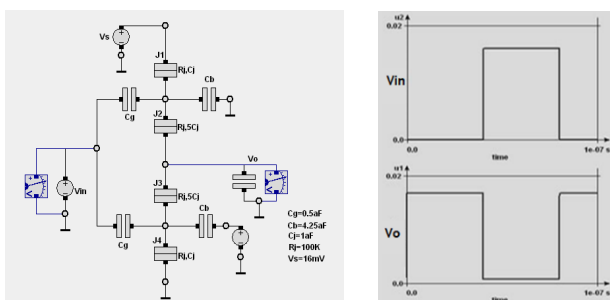 Vs
J1
Rj,Cj
Cb
Cg
J2
Rj,5Cj
Vo
Vin
J3
Rj,5Cj
Cb
Cg
J4
Rj,Cj
Cg=0.5aF
Cb=4.25aF
Cj=1aF
Rj=100K
Vs=16mV
u2
0.02
Vin
0.0
0.0
time
1e-07 s
u1
0.02
Vo
0.0
0.0
time
1e-07 s